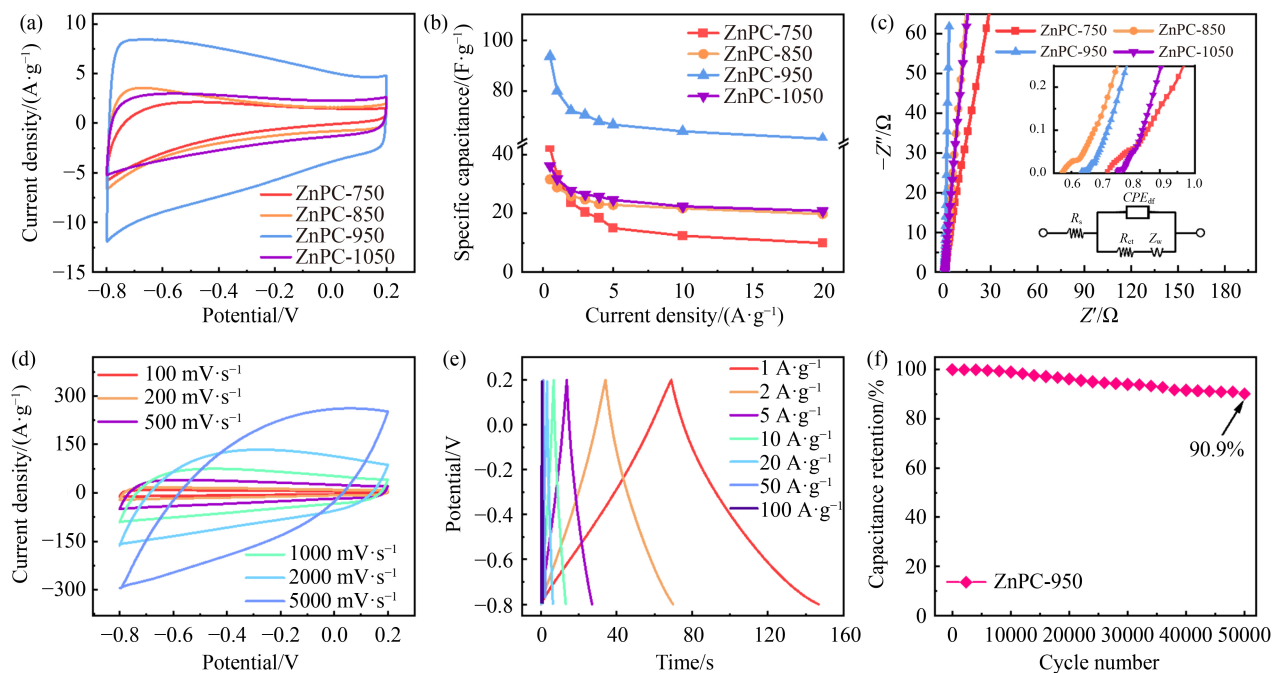 (a)
10
5
0
−5
−10
−15
Current density/(A·g⁻¹)
ZnPC-750
ZnPC-850
ZnPC-950
ZnPC-1050
−0.8 −0.6 −0.4 −0.2 0.0 0.2
Potential/V
(b)
100
80
40
20
0
Specific capacitance/(F·g⁻¹)
ZnPC-750
ZnPC-850
ZnPC-950
ZnPC-1050
0 5 10 15 20
Current density/(A·g⁻¹)
(c)
60
50
40
30
20
10
0
−Z″/Ω
ZnPC-750 ZnPC-850
ZnPC-950 ZnPC-1050
0.2
0.1
0.0
0.6 0.7 0.8 0.9 1.0
CPEdf
Rs
Rct Zw
0 30 90 120 150 180
Z′/Ω
(d)
300
150
0
−150
−300
Current density/(A·g⁻¹)
100 mV·s⁻¹
200 mV·s⁻¹
500 mV·s⁻¹
1000 mV·s⁻¹
2000 mV·s⁻¹
5000 mV·s⁻¹
−0.8 −0.6 −0.4 −0.2 0.0 0.2
Potential/V
(e)
0.2
0.0
−0.2
−0.4
−0.6
−0.8
Potential/V
1 A·g⁻¹
2 A·g⁻¹
5 A·g⁻¹
10 A·g⁻¹
20 A·g⁻¹
50 A·g⁻¹
100 A·g⁻¹
0 40 80 120 160
Time/s
(f)
120
100
80
60
40
20
0
Capacitance retention/%
90.9%
ZnPC-950
0 10000 20000 30000 40000 50000
Cycle number